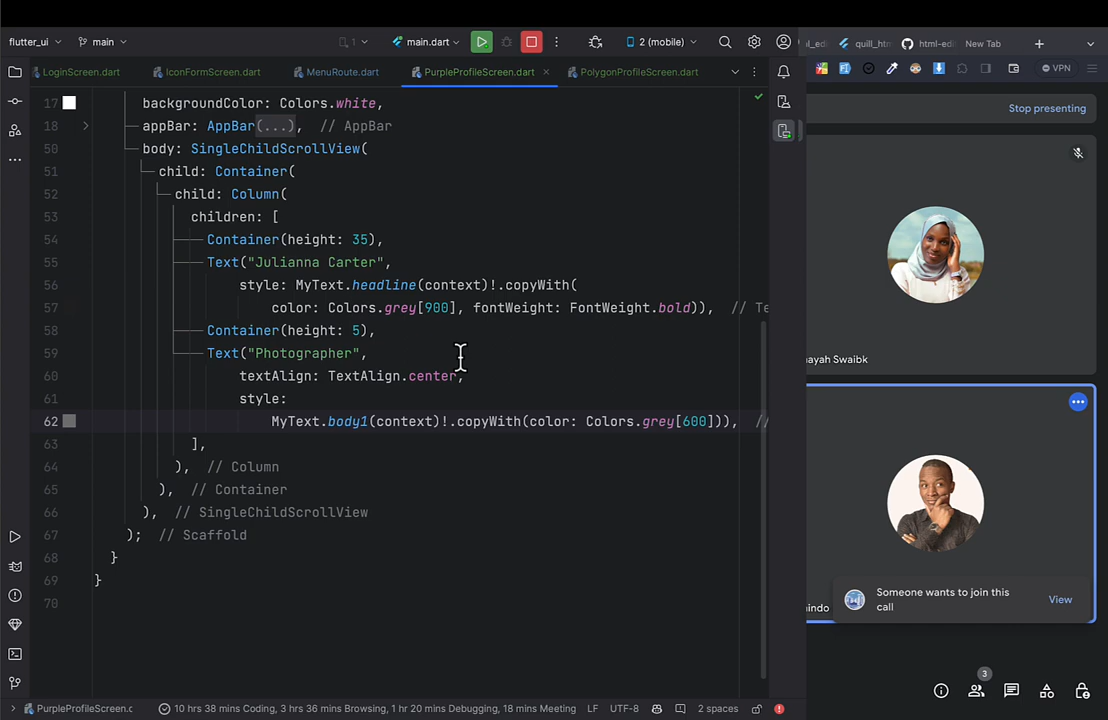 flutter_ui
main
1
main.dart
2 (mobile)
LoginScreen.dart
IconFormScreen.dart
MenuRoute.dart
PurpleProfileScreen.dart
PolygonProfileScreen.dart
17 backgroundColor: Colors.white,
18 appBar: AppBar(...), // AppBar
50 body: SingleChildScrollView(
51 child: Container(
52 child: Column(
53 children: [
54 Container(height: 35),
55 Text("Julianna Carter",
56 style: MyText.headline(context)!.copyWith(
57 color: Colors.grey[900], fontWeight: FontWeight.bold)), // Te
58 Container(height: 5),
59 Text("Photographer",
60 textAlign: TextAlign.center,
61 style:
62 MyText.body1(context)!.copyWith(color: Colors.grey[600])), //
63 ],
64 ), // Column
65 ), // Container
66 ), // SingleChildScrollView
67 ); // Scaffold
68 }
69 }
70
PurpleProfileScreen.c
10 hrs 38 mins Coding, 3 hrs 36 mins Browsing, 1 hr 20 mins Debugging, 18 mins Meeting
LF
UTF-8
2 spaces
l_edi
quill_htm
html-edi
New Tab
VPN
Stop presenting
ayah Swaibk
Someone wants to join this
call
View
indo
3